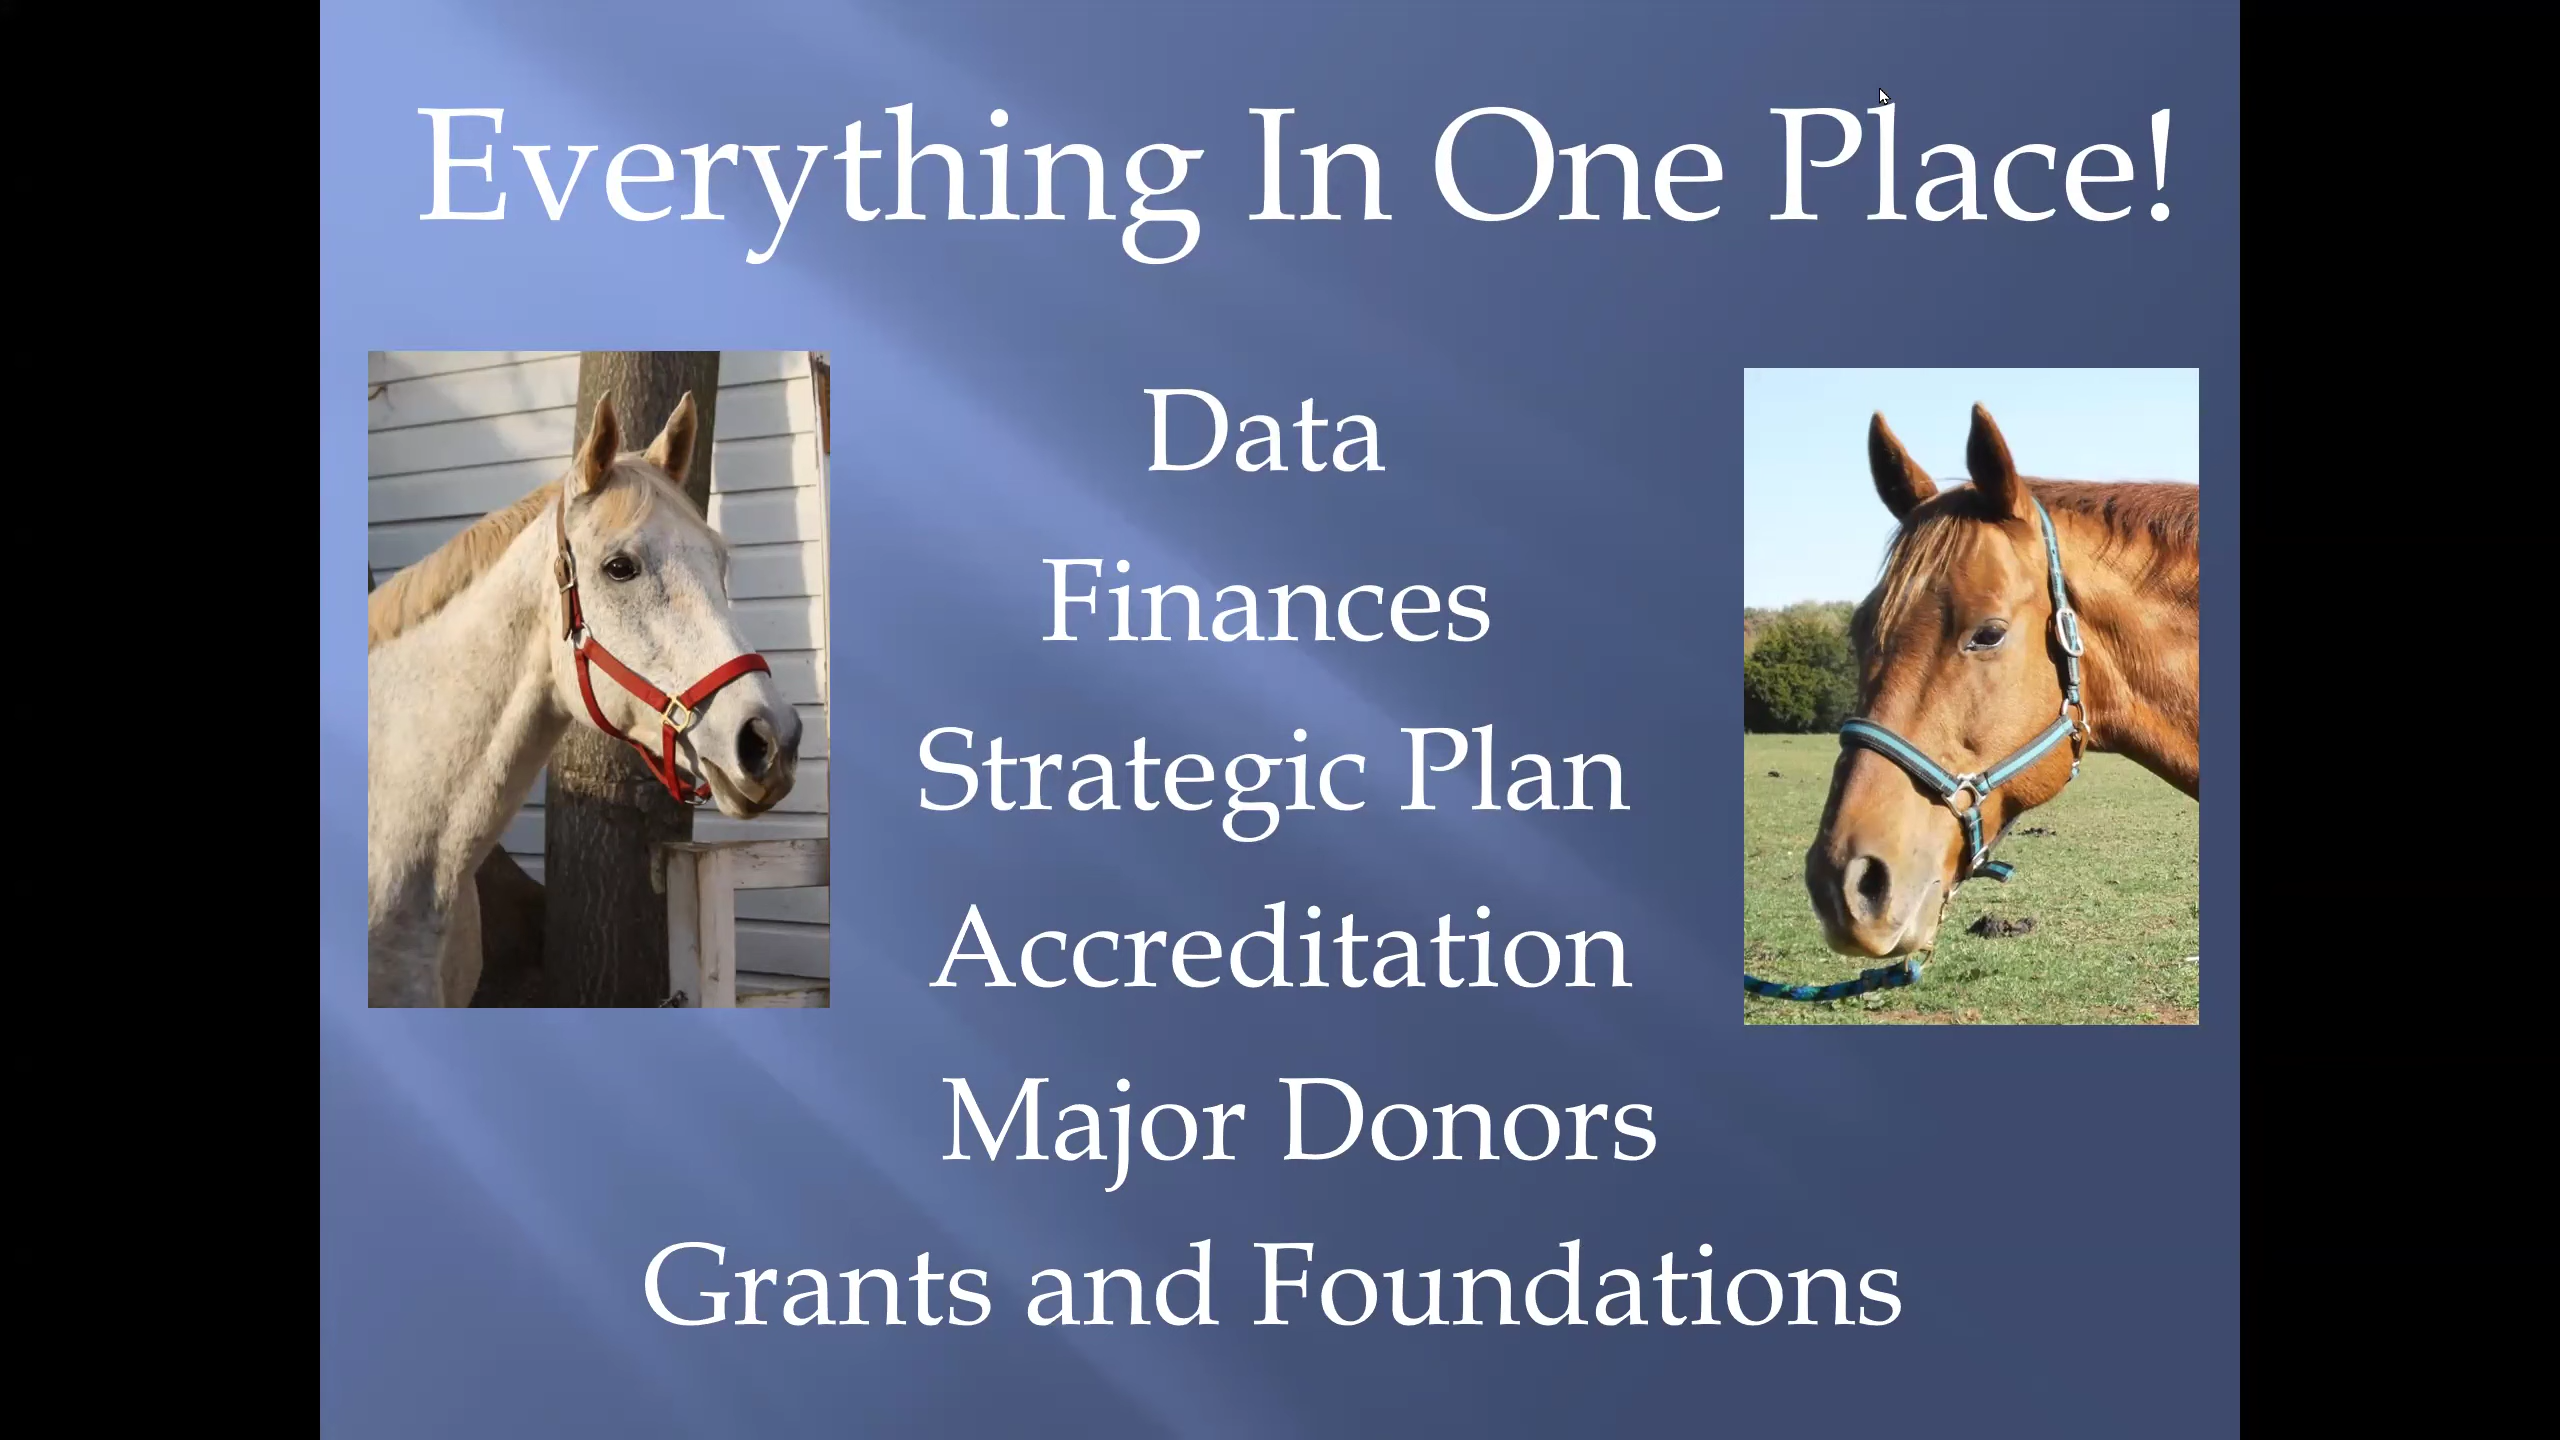 Everything In One Place!
Data
Finances
Strategic Plan
Accreditation
Major Donors
Grants and Foundations